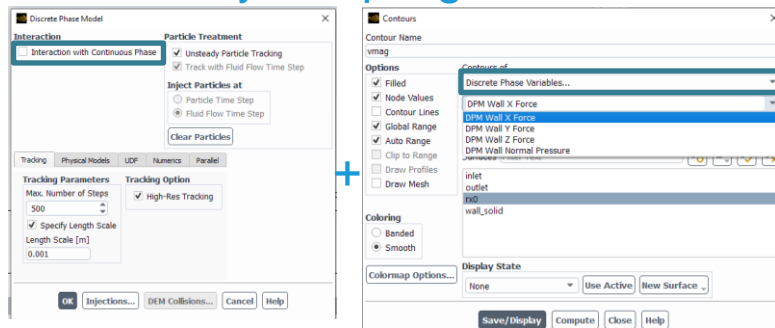 Discrete Phase Model
Interaction
Interaction with Continuous Phase
Particle Treatment
Unsteady Particle Tracking
Track with Fluid Flow Time Step
Inject Particles at
Particle Time Step
Fluid Flow Time Step
Clear Particles
Tracking Physical Models UDF Numerics Parallel
Tracking Parameters
Max. Number of Steps
500
Specify Length Scale
Length Scale [m]
0.001
Tracking Option
High-Res Tracking
OK Injections... DEM Collisions... Cancel Help
+
Contours
Contour Name
vmag
Options
Filled
Node Values
Contour Lines
Global Range
Auto Range
Clip to Range
Draw Profiles
Draw Mesh
Coloring
Banded
Smooth
Colormap Options...
Contours of
Discrete Phase Variables...
DPM Wall X Force
DPM Wall X Force
DPM Wall Y Force
DPM Wall Z Force
DPM Wall Normal Pressure
Surfaces Filter Text
inlet
outlet
rx0
wall_solid
Display State
None Use Active New Surface
Save/Display Compute Close Help